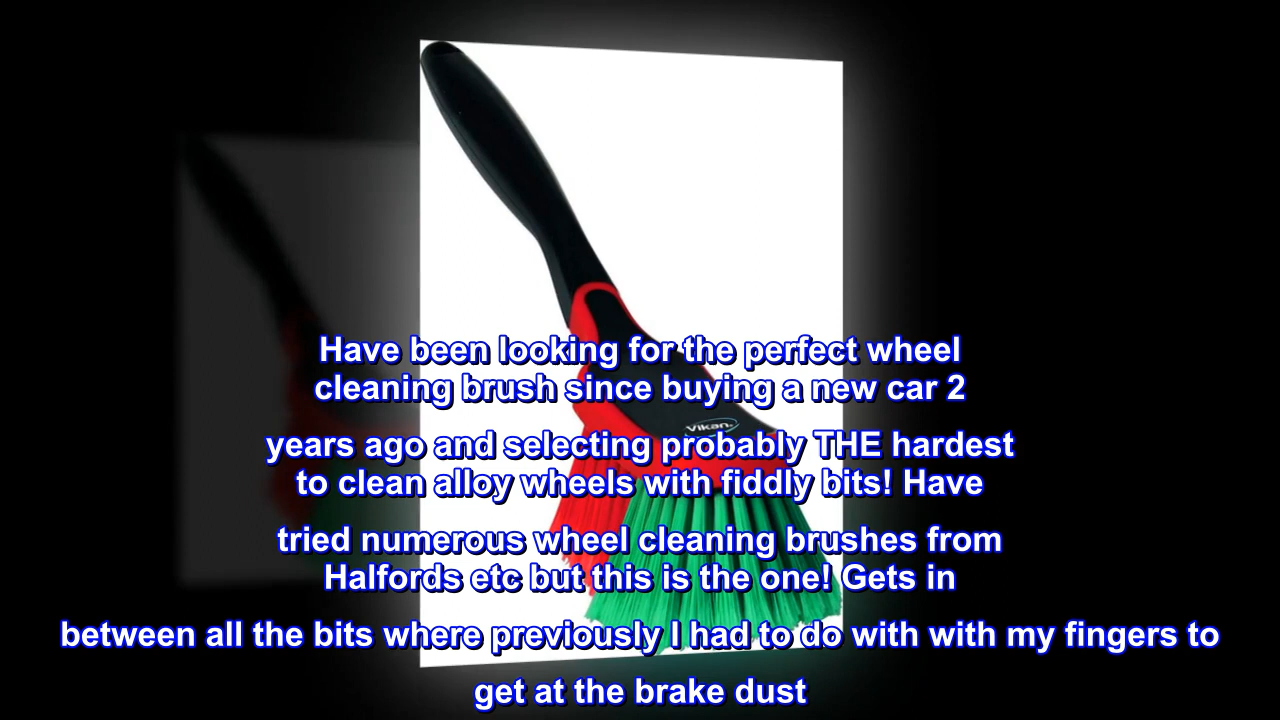 Have been looking for the perfect wheel
cleaning brush since buying a new car 2
Vikan.
years ago and selecting probably THE hardest
to clean alloy wheels with fiddly bits! Have
tried numerous wheel cleaning brushes from
Halfords etc but this is the one! Gets in
between all the bits where previously I had to do with with my fingers to
get at the brake dust